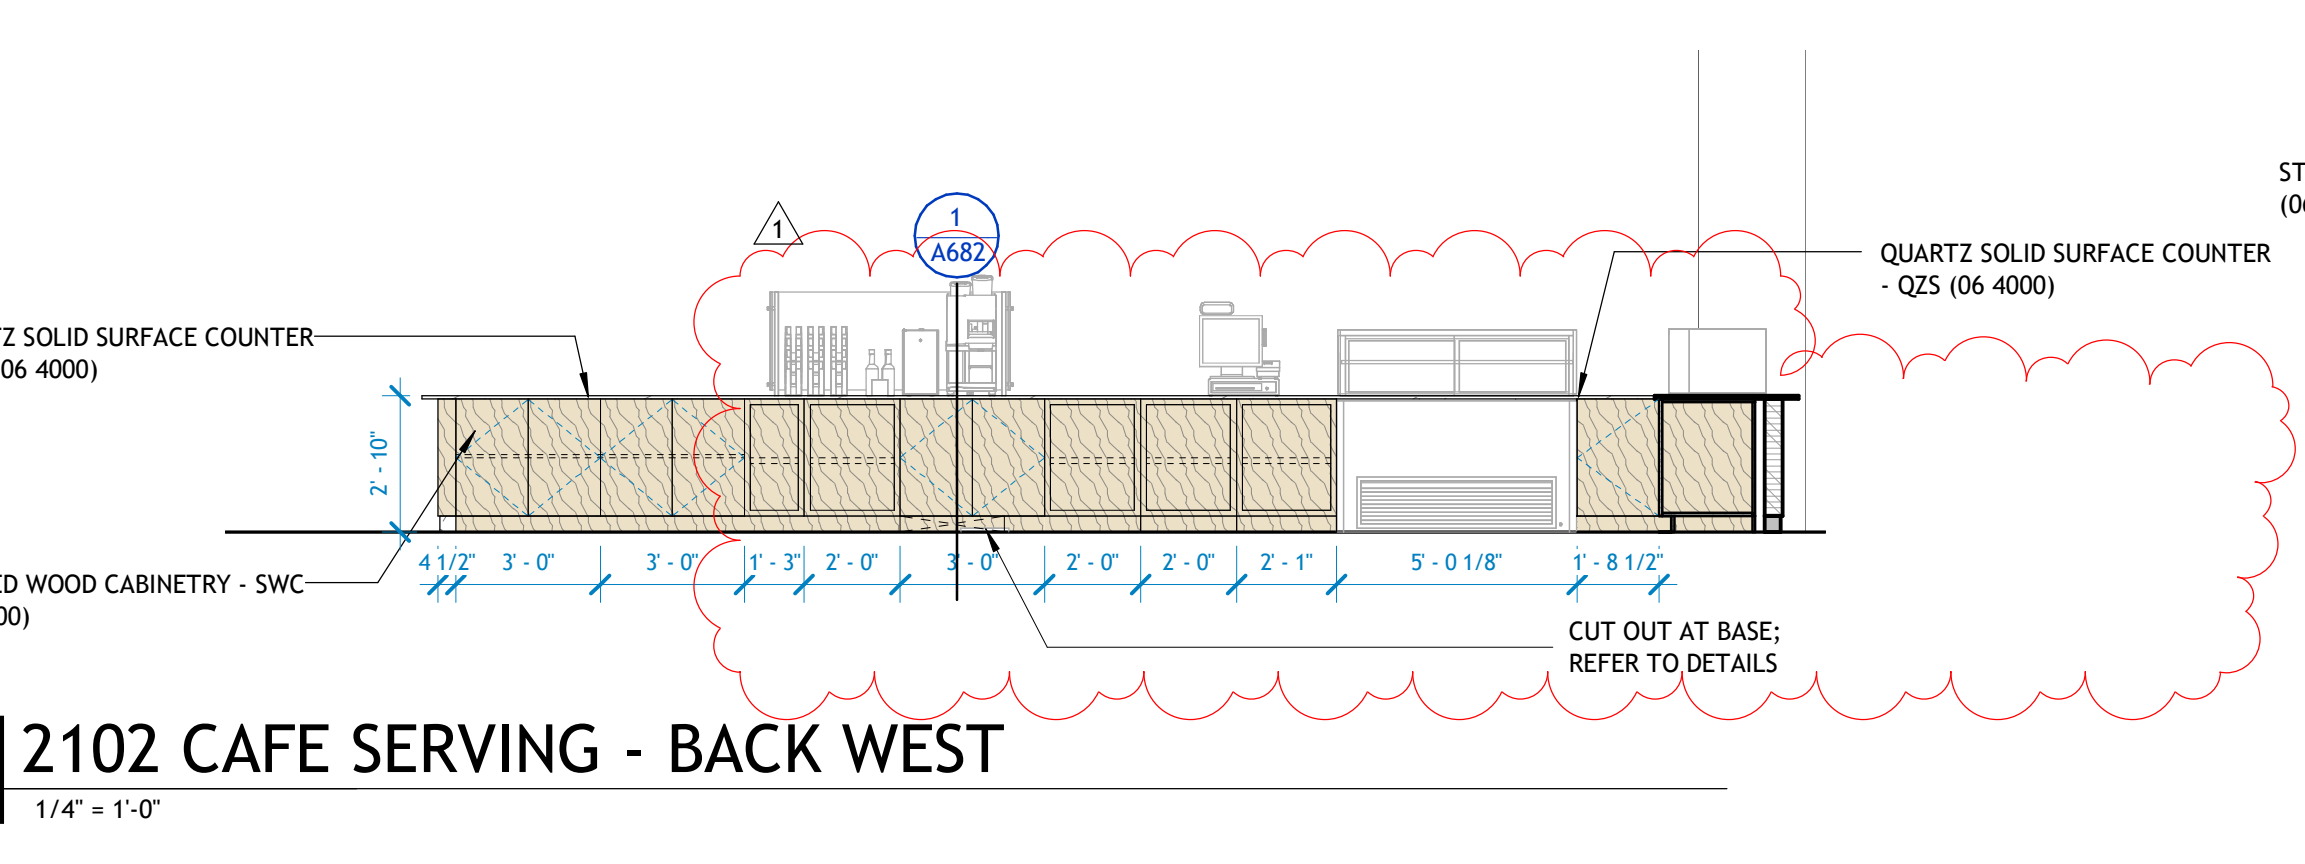 1
1
A682
ST
QUARTZ SOLID SURFACE COUNTER
- QZS (06 4000)
TZ SOLID SURFACE COUNTER
06 4000)
2' - 10"
4 1/2"
3' - 0"
3' - 0"
1' - 3"
2' - 0"
3' - 0"
2' - 0"
2' - 0"
2' - 1"
5' - 0 1/8"
1' - 8 1/2"
ED WOOD CABINETRY - SWC
00)
CUT OUT AT BASE;
REFER TO DETAILS
2102 CAFE SERVING - BACK WEST
1/4" = 1'-0"